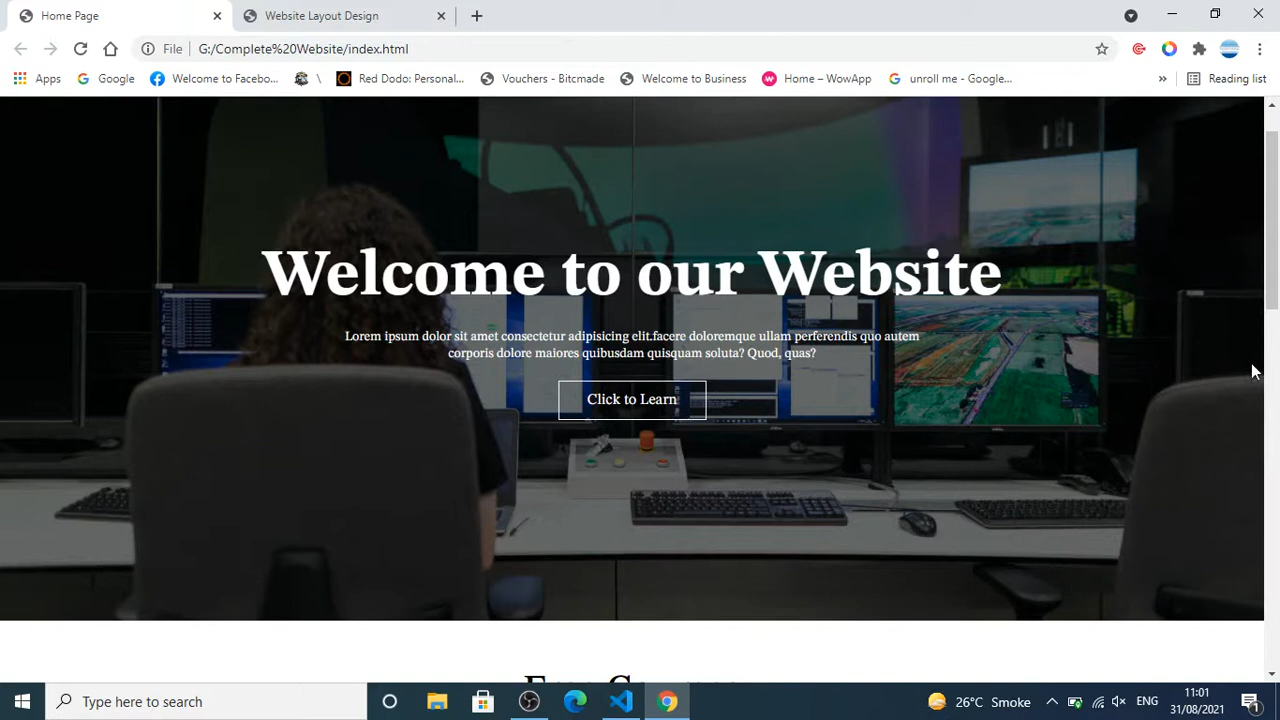 Home Page
Website Layout Design
File G:/Complete%20Website/index.html
Apps
Google
Welcome to Facebo...
\
Red Dodo: Personal...
Vouchers - Bitcmade
Welcome to Business
Home – WowApp
unroll me - Google...
»
Reading list
Welcome to our Website
Lorem ipsum dolor sit amet consectetur adipisicing elit.facere doloremque ullam perferendis quo autem
corporis dolore maiores quibusdam quisquam soluta? Quod, quas?
Click to Learn
Type here to search
26°C Smoke
ENG
11:01
31/08/2021
1